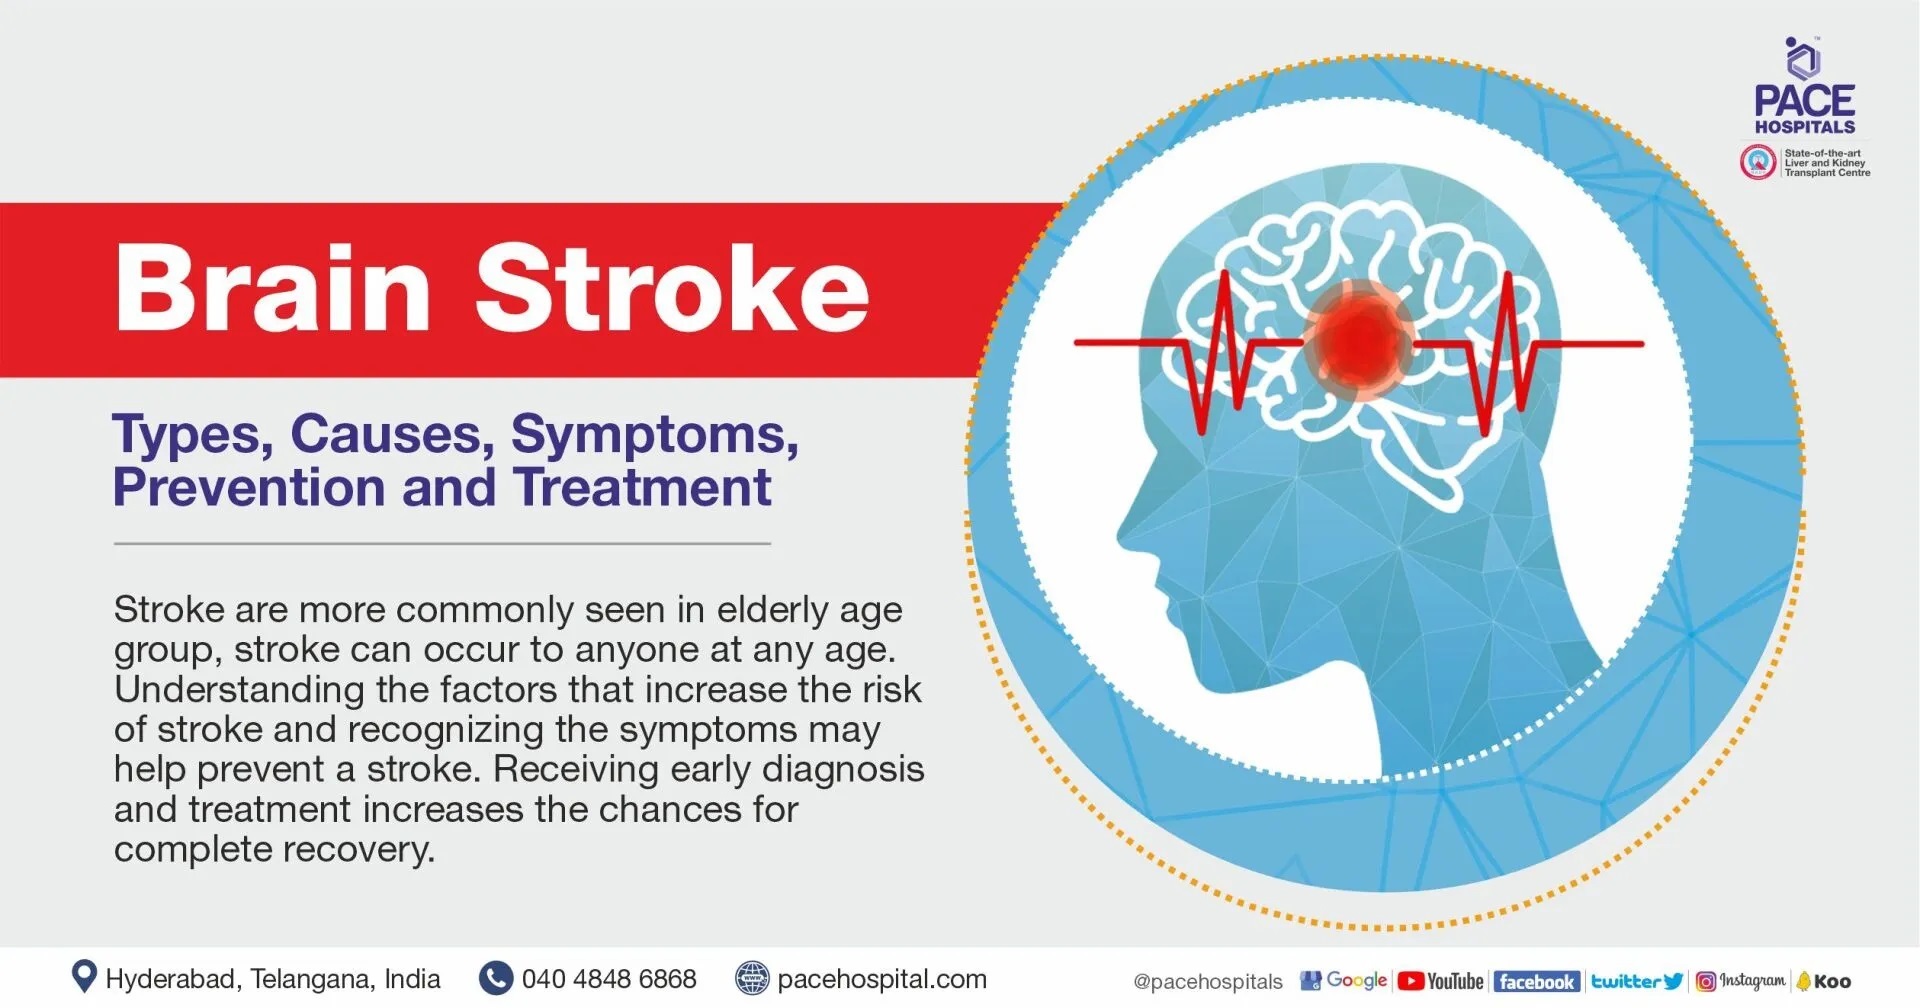 PACE
HOSPITALS
State-of-the-art
Liver and Kidney
Transplant Centre
Brain Stroke
Types, Causes, Symptoms,
Prevention and Treatment
Stroke are more commonly seen in elderly age
group, stroke can occur to anyone at any age.
Understanding the factors that increase the risk
of stroke and recognizing the symptoms may
help prevent a stroke. Receiving early diagnosis
and treatment increases the chances for
complete recovery.
Hyderabad, Telangana, India 040 4848 6868 pacehospital.com @pacehospitals Google YouTube facebook twitter Instagram Koo